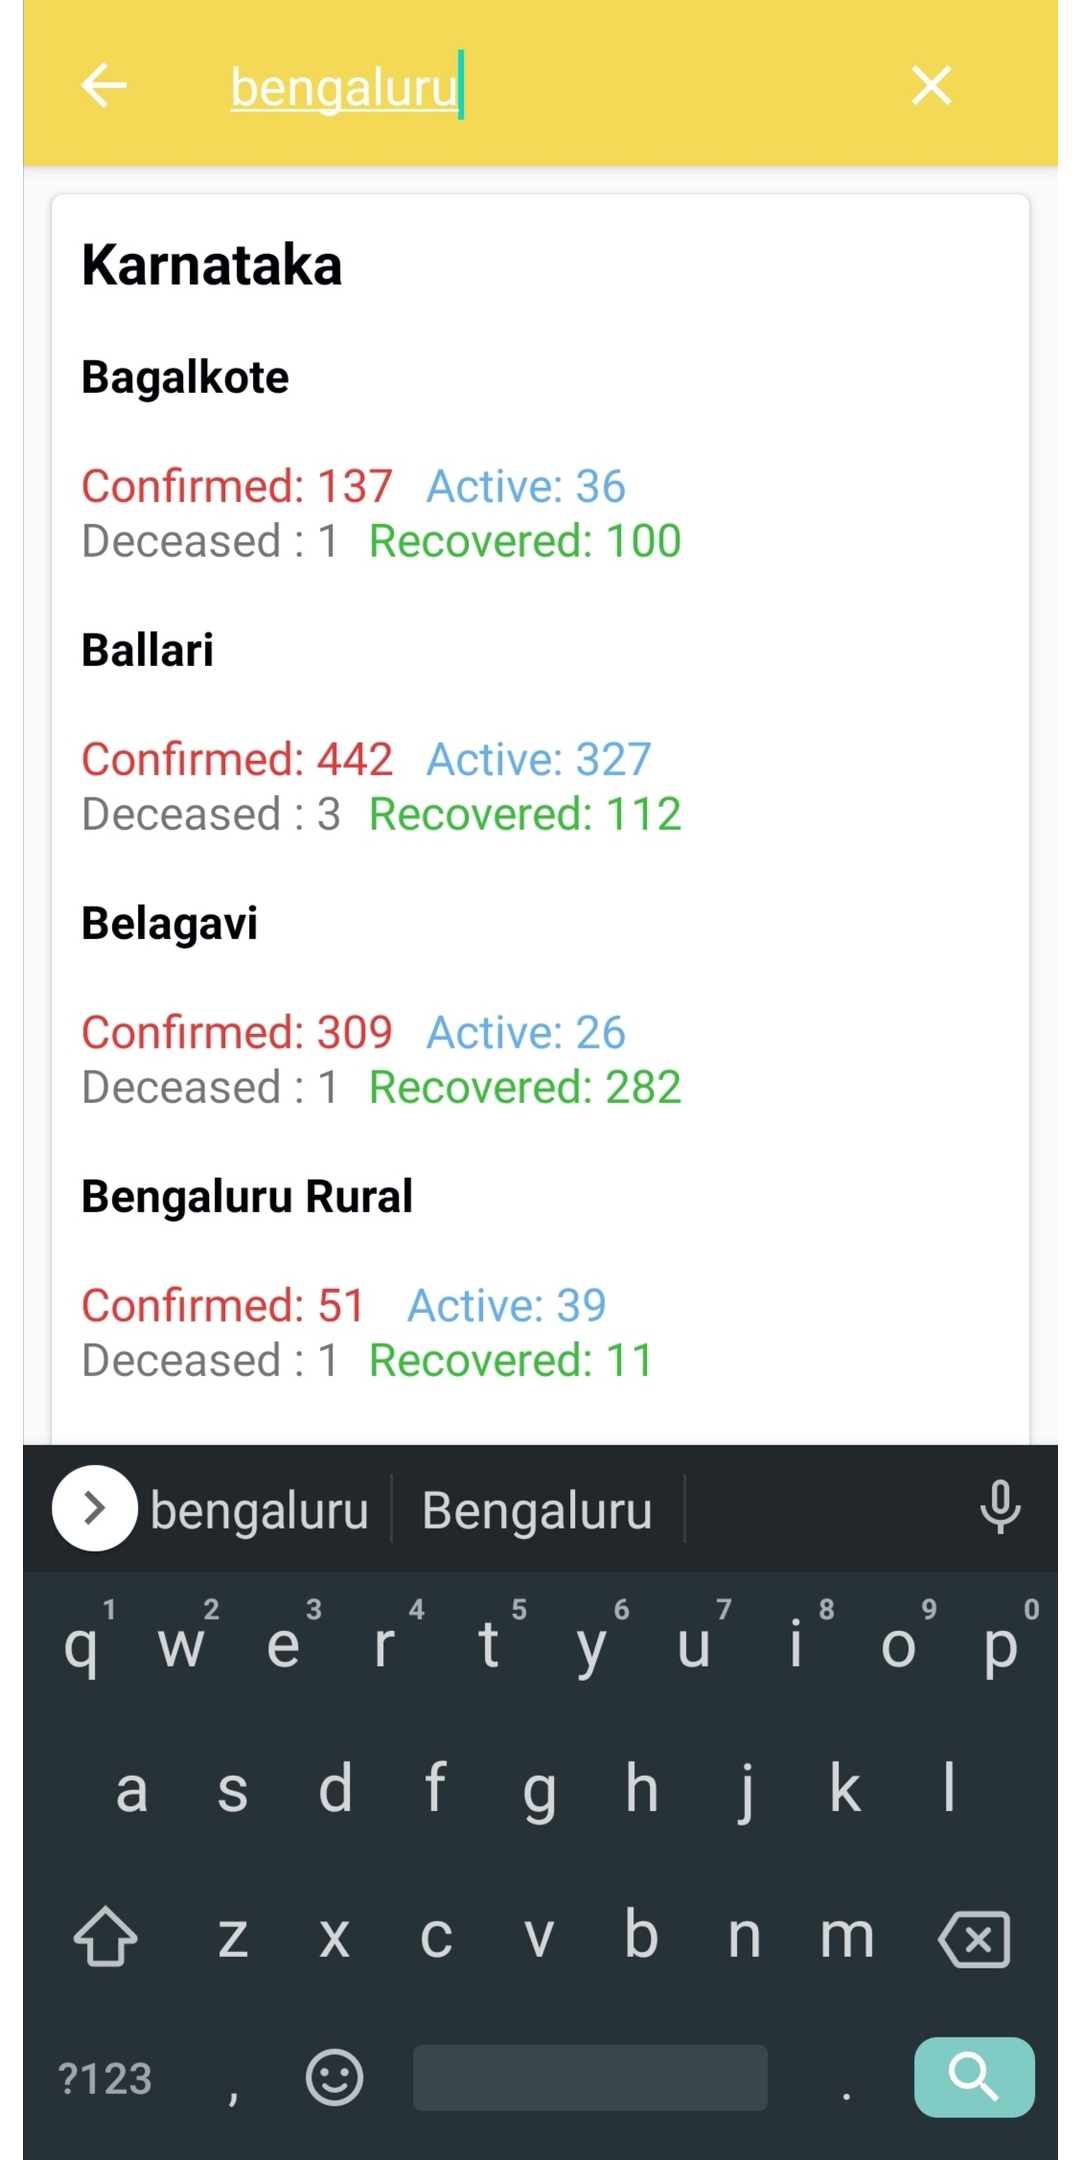 bengaluru
Karnataka
Bagalkote
Confirmed: 137 Active: 36
Deceased : 1 Recovered: 100
Ballari
Confirmed: 442 Active: 327
Deceased : 3 Recovered: 112
Belagavi
Confirmed: 309 Active: 26
Deceased : 1 Recovered: 282
Bengaluru Rural
Confirmed: 51 Active: 39
Deceased : 1 Recovered: 11
bengaluru Bengaluru
1 2 3 4 5 6 7 8 9 0
q w e r t y u i o p
a s d f g h j k l
z x c v b n m
?123 , .